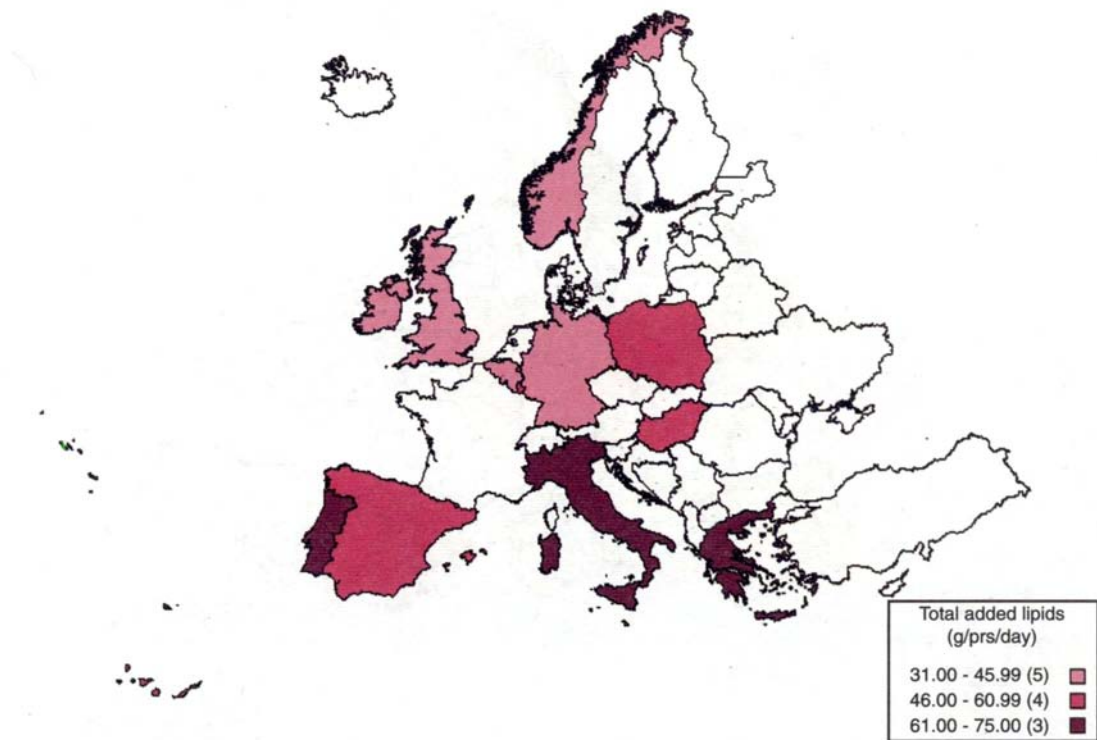 Total added lipids
(g/prs/day)
31.00 - 45.99 (5)
46.00 - 60.99 (4)
61.00 - 75.00 (3)